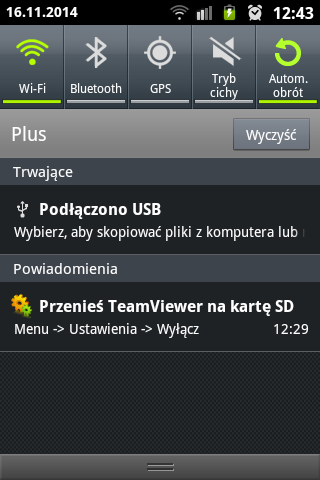 16.11.2014 12:43
Wi-Fi Bluetooth GPS Tryb cichy Autom. obrót
Plus Wyczyść
Trwające
Podłączono USB
Wybierz, aby skopiować pliki z komputera lub
Powiadomienia
Przenieś TeamViewer na kartę SD
Menu -> Ustawienia -> Wyłącz 12:29